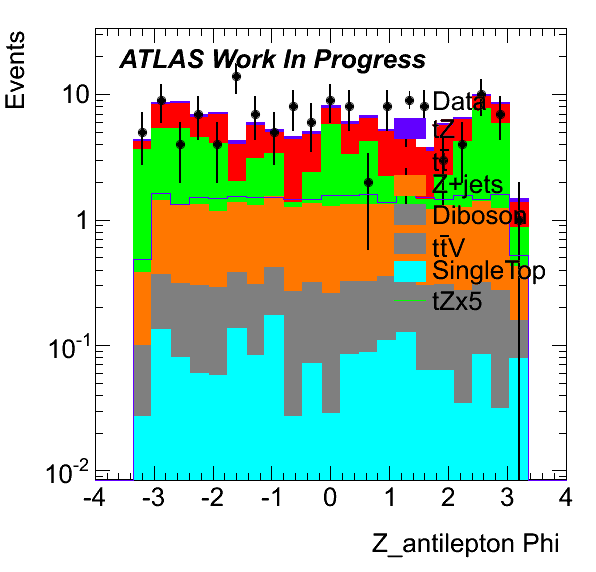 Events
ATLAS Work In Progress
Data
tZ
tt̄
Z+jets
Diboson
tt̄V
SingleTop
tZx5
10
1
10⁻¹
10⁻²
-4 -3 -2 -1 0 1 2 3 4
Z_antilepton Phi